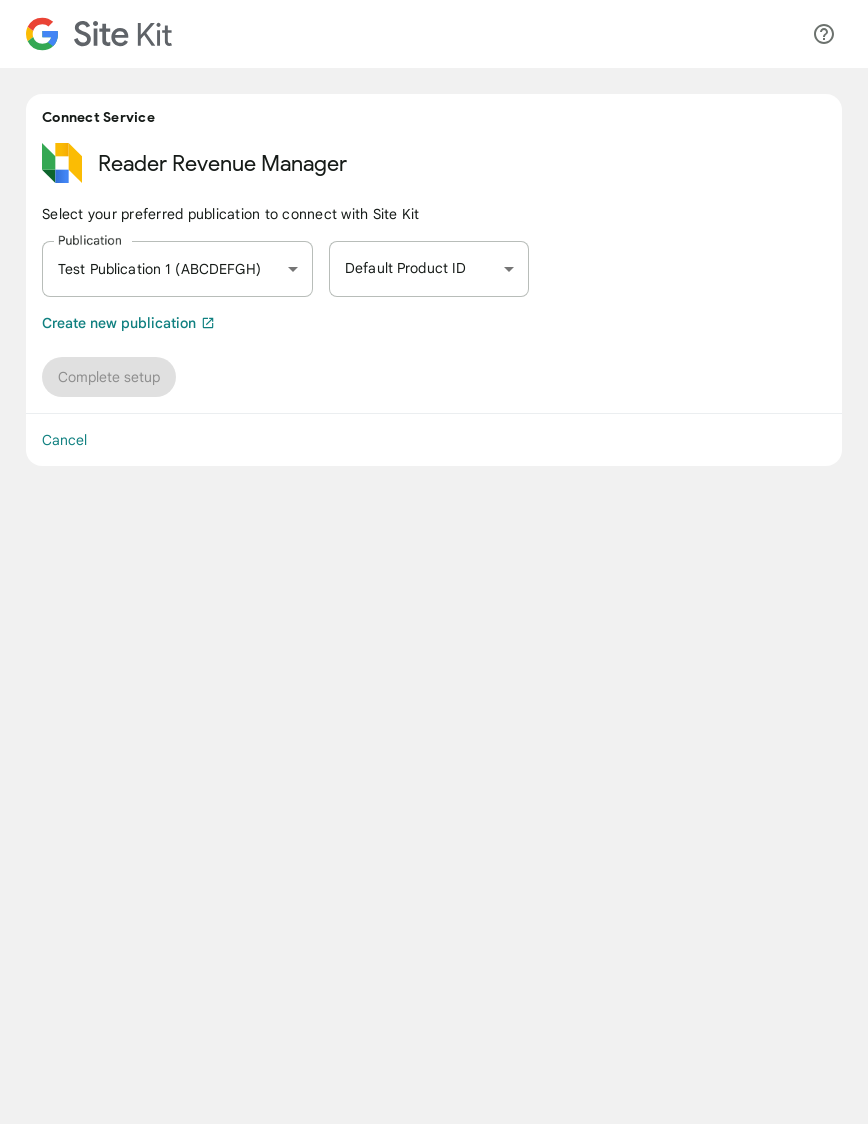 Site Kit
Connect Service
Reader Revenue Manager
Select your preferred publication to connect with Site Kit
Publication
Test Publication 1 (ABCDEFGH)
Default Product ID
Create new publication
Complete setup
Cancel